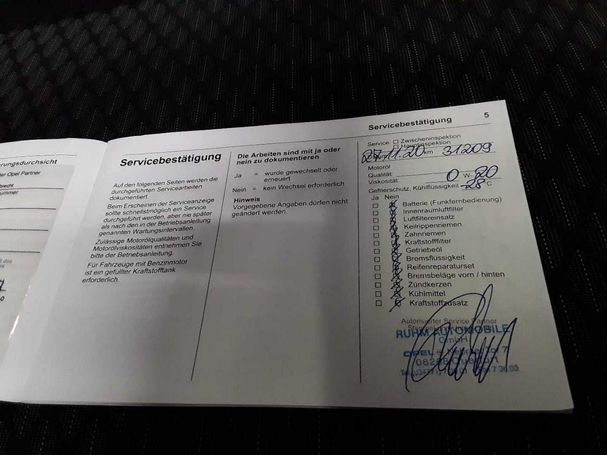 rungsdurchsicht
er Opel Partner
Servicebestätigung
Auf den folgenden Seiten werden die
durchgeführten Servicearbeiten
dokumentiert.
Beim Erscheinen der Serviceanzeige
sollte schnellstmöglich ein Service
durchgeführt werden, aber nie später
als nach den in der Betriebsanleitung
genannten Wartungsintervallen.
Zulässige Motorölqualitäten und
Motorölviskositäten entnehmen Sie
bitte der Betriebsanleitung.
Für Fahrzeuge mit Benzinmotor
ist ein gefüllter Kraftstofftank
erforderlich.
Die Arbeiten sind mit ja oder
nein zu dokumentieren
Ja = wurde gewechselt oder
erneuert
Nein = kein Wechsel erforderlich
Hinweis
Vorgegebene Angaben dürfen nicht
geändert werden
Servicebestätigung 5
Service Zwischeninspektion
Hauptinspektion
27.11.20 km 31209
Motoröl
Qualität
Viskosität 0 W- 20
Gefrierschutz, Kühlflüssigkeit - 28 °C
Ja Nein
Batterie (Funkfernbedienung)
Innenraumluftfilter
Luftfiltereinsatz
Keilrippenriemen
Zahnriemen
Kraftstofffilter
Getriebeöl
Bremsflüssigkeit
Reifenreparaturset
Bremsbeläge vorn / hinten
Zündkerzen
Kühlmittel
Kraftstoffzusatz
Autorisierter Service Partner
RUHM AUTOMOBILE
GmbH